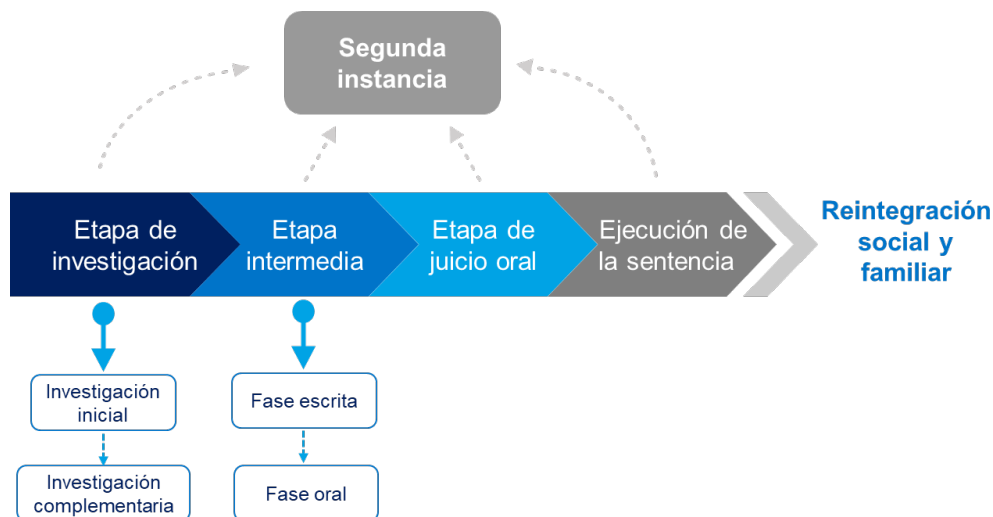 Segunda
instancia
Etapa de
investigación
Etapa
intermedia
Etapa de
juicio oral
Ejecución de
la sentencia
Reintegración
social y
familiar
Investigación
inicial
Fase escrita
Investigación
complementaria
Fase oral